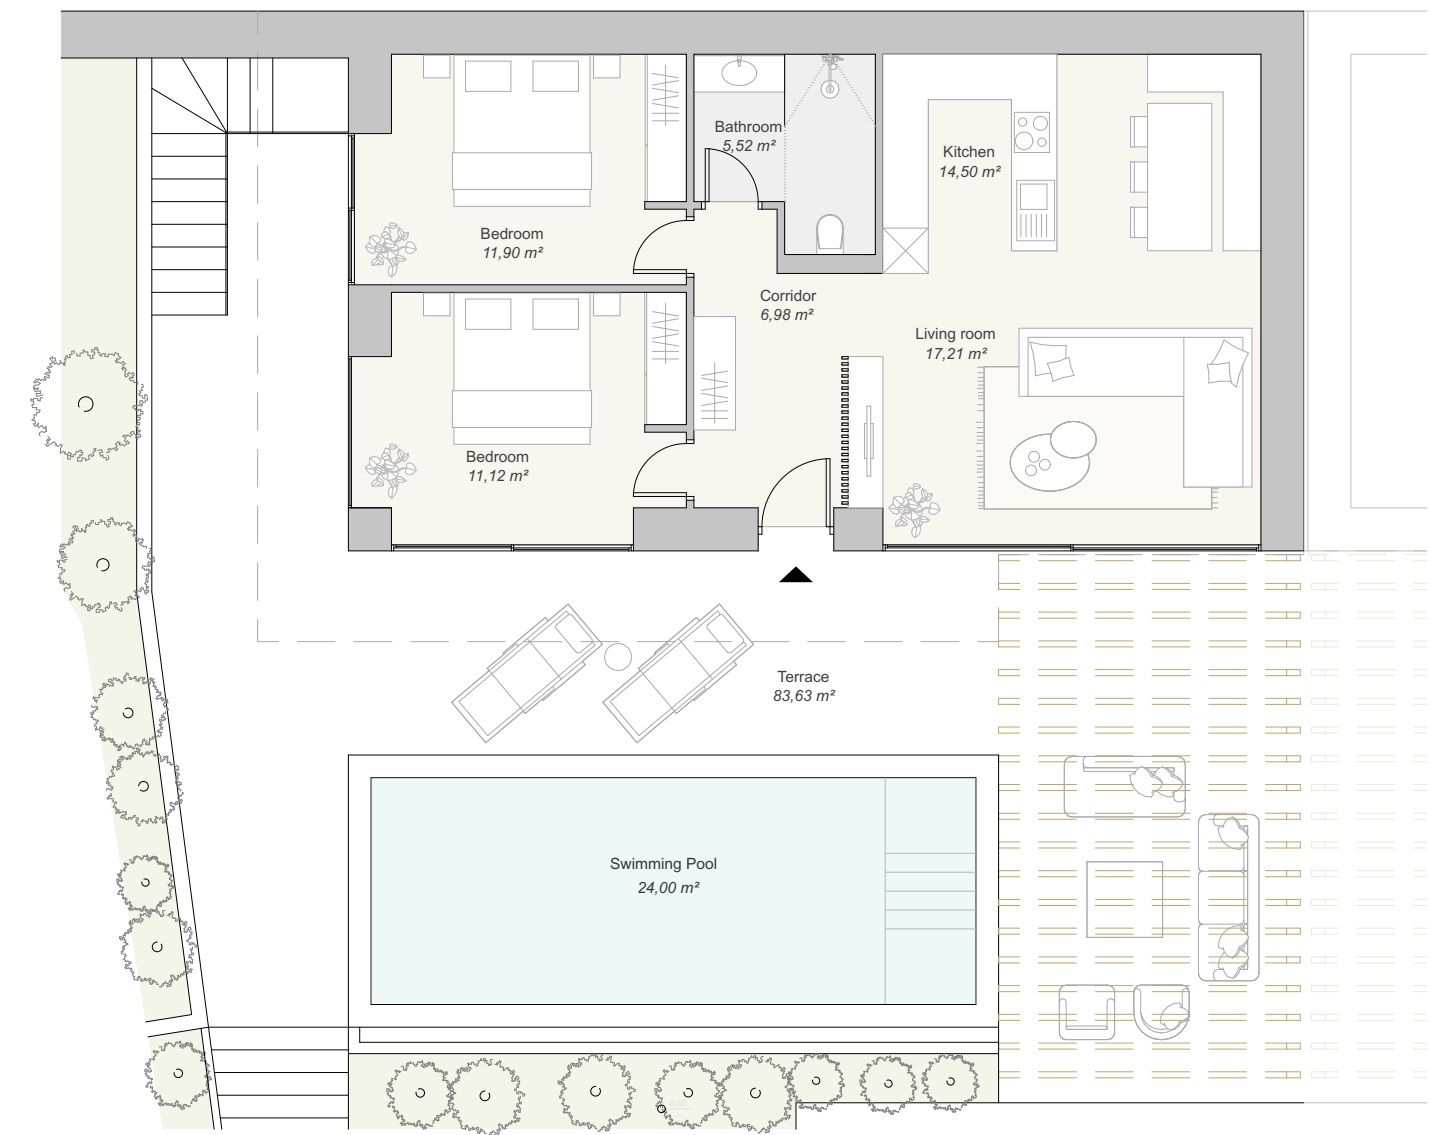 Bathroom
5,52 m²
Kitchen
14,50 m²
Bedroom
11,90 m²
Corridor
6,98 m²
Living room
17,21 m²
Bedroom
11,12 m²
Terrace
83,63 m²
Swimming Pool
24,00 m²